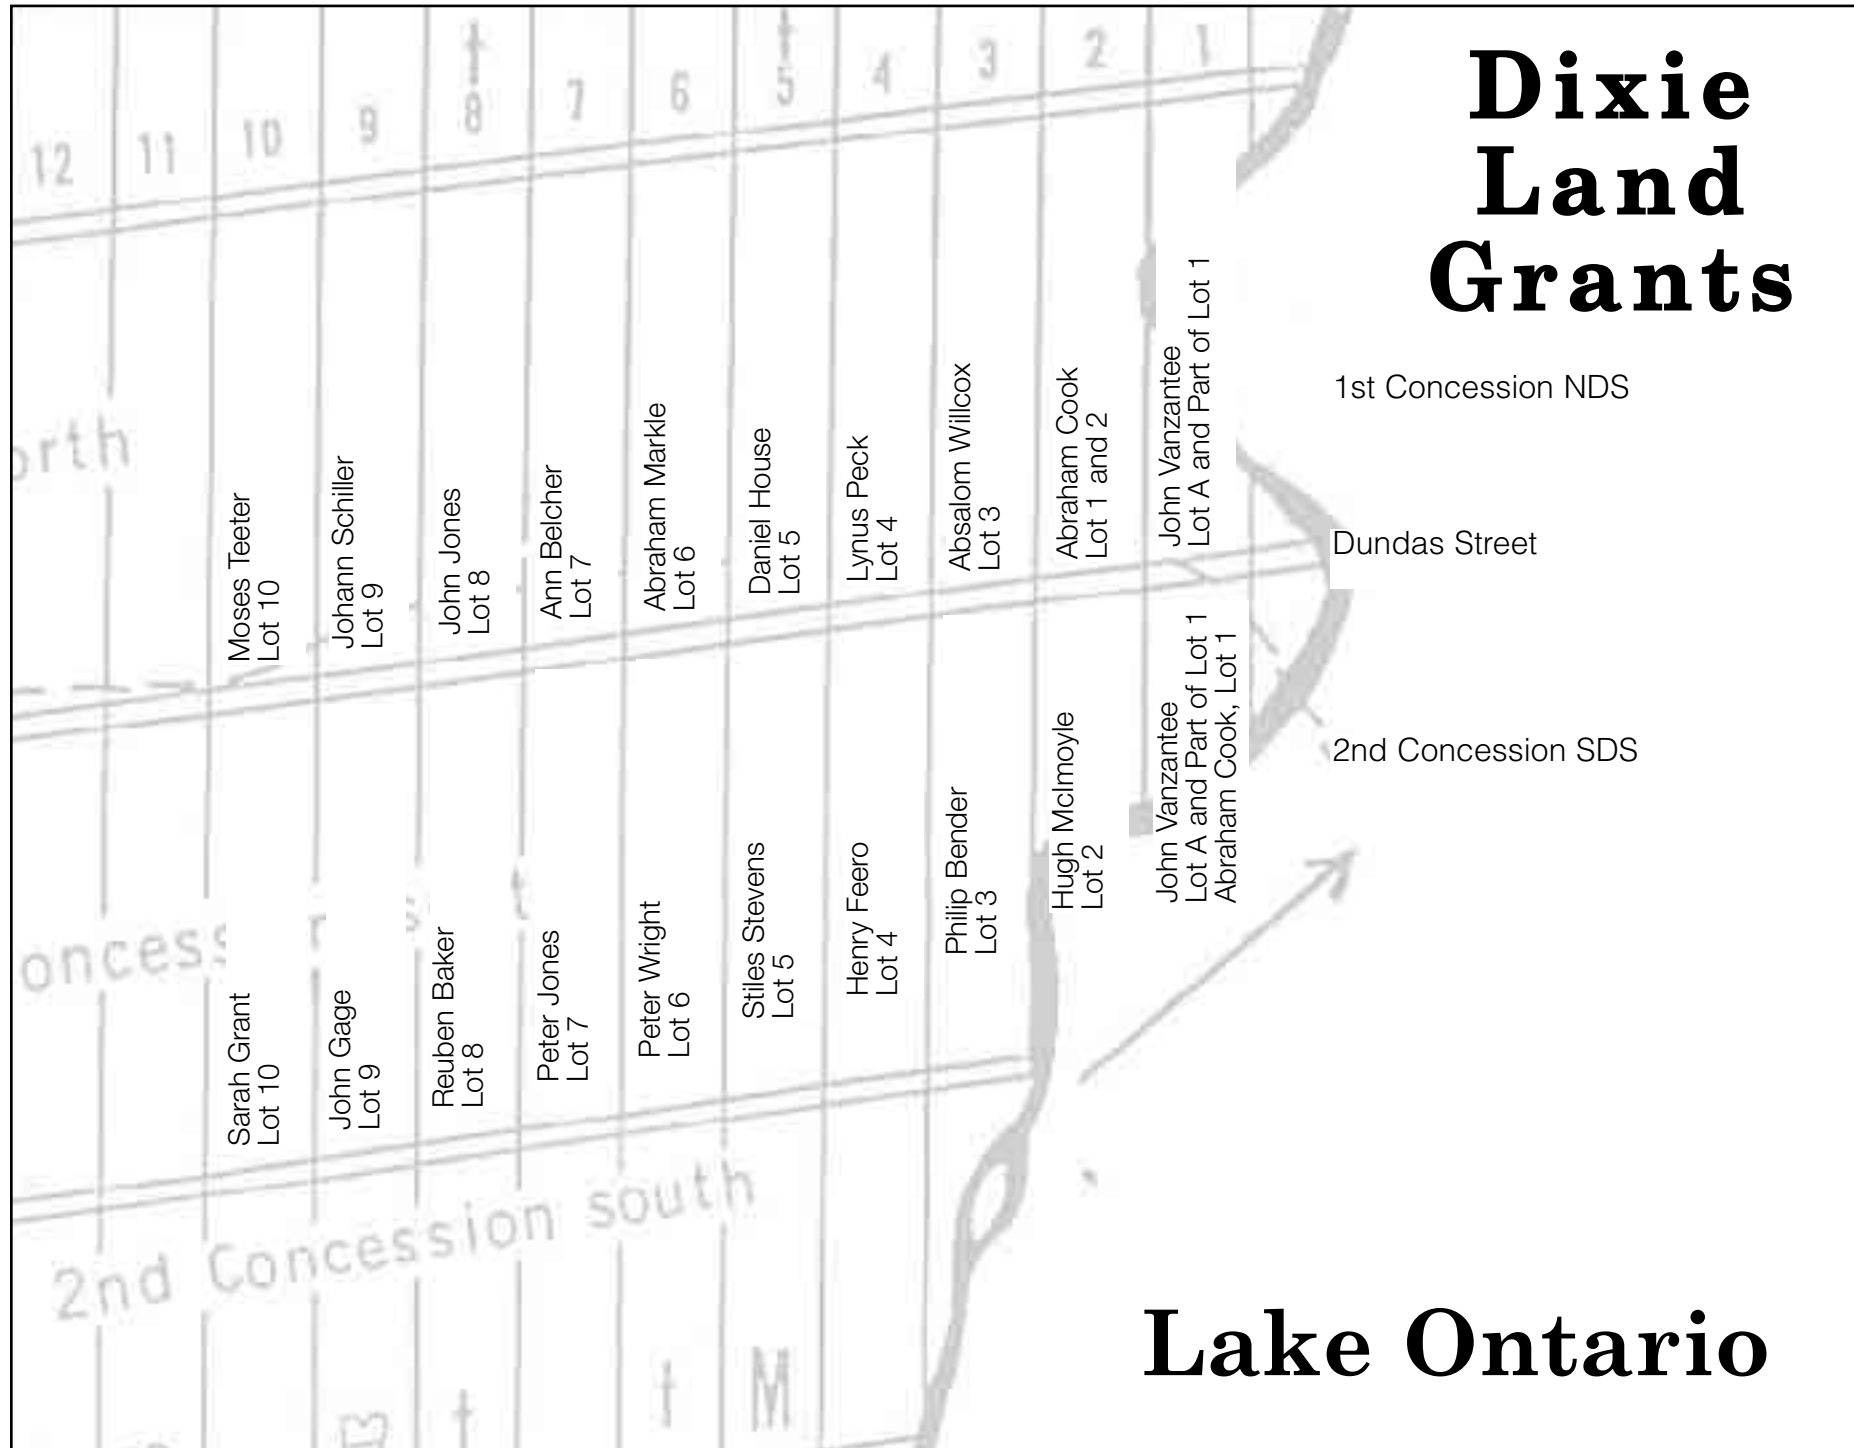 Dixie
Land
Grants
12 11 10 9 8 7 6 5 4 3 2 1
1st Concession NDS
orth
Moses Teeter
Lot 10
Johann Schiller
Lot 9
John Jones
Lot 8
Ann Belcher
Lot 7
Abraham Markle
Lot 6
Daniel House
Lot 5
Lynus Peck
Lot 4
Absalom Willcox
Lot 3
Abraham Cook
Lot 1 and 2
John Vanzantee
Lot A and Part of Lot 1
Dundas Street
2nd Concession SDS
oncess
Sarah Grant
Lot 10
John Gage
Lot 9
Reuben Baker
Lot 8
Peter Jones
Lot 7
Peter Wright
Lot 6
Stiles Stevens
Lot 5
Henry Feero
Lot 4
Philip Bender
Lot 3
Hugh McImoyle
Lot 2
John Vanzantee
Lot A and Part of Lot 1
Abraham Cook, Lot 1
2nd Concession south
M
Lake Ontario